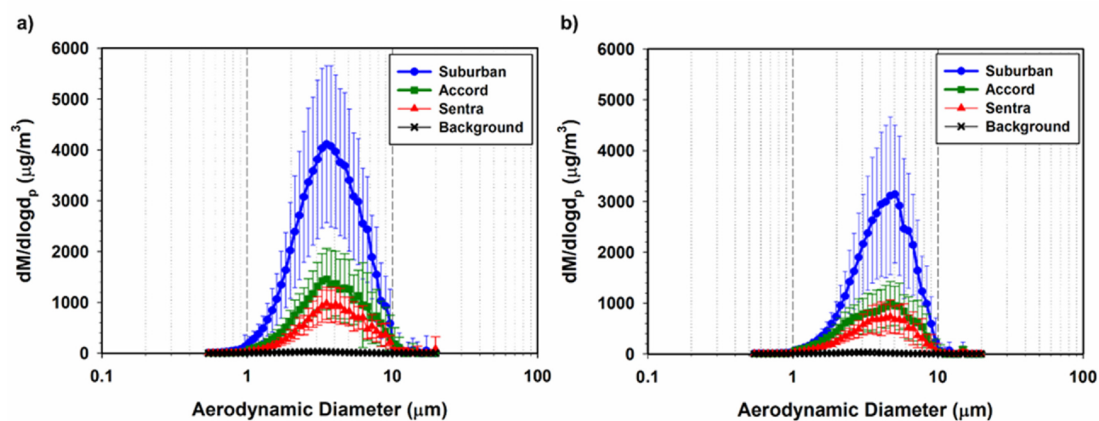 a)
6000
5000
4000
3000
2000
1000
0
dM/dlogdp (μg/m3)
Suburban
Accord
Sentra
Background
0.1 1 10 100
Aerodynamic Diameter (μm)
b)
6000
5000
4000
3000
2000
1000
0
dM/dlogdp (μg/m3)
Suburban
Accord
Sentra
Background
0.1 1 10 100
Aerodynamic Diameter (μm)